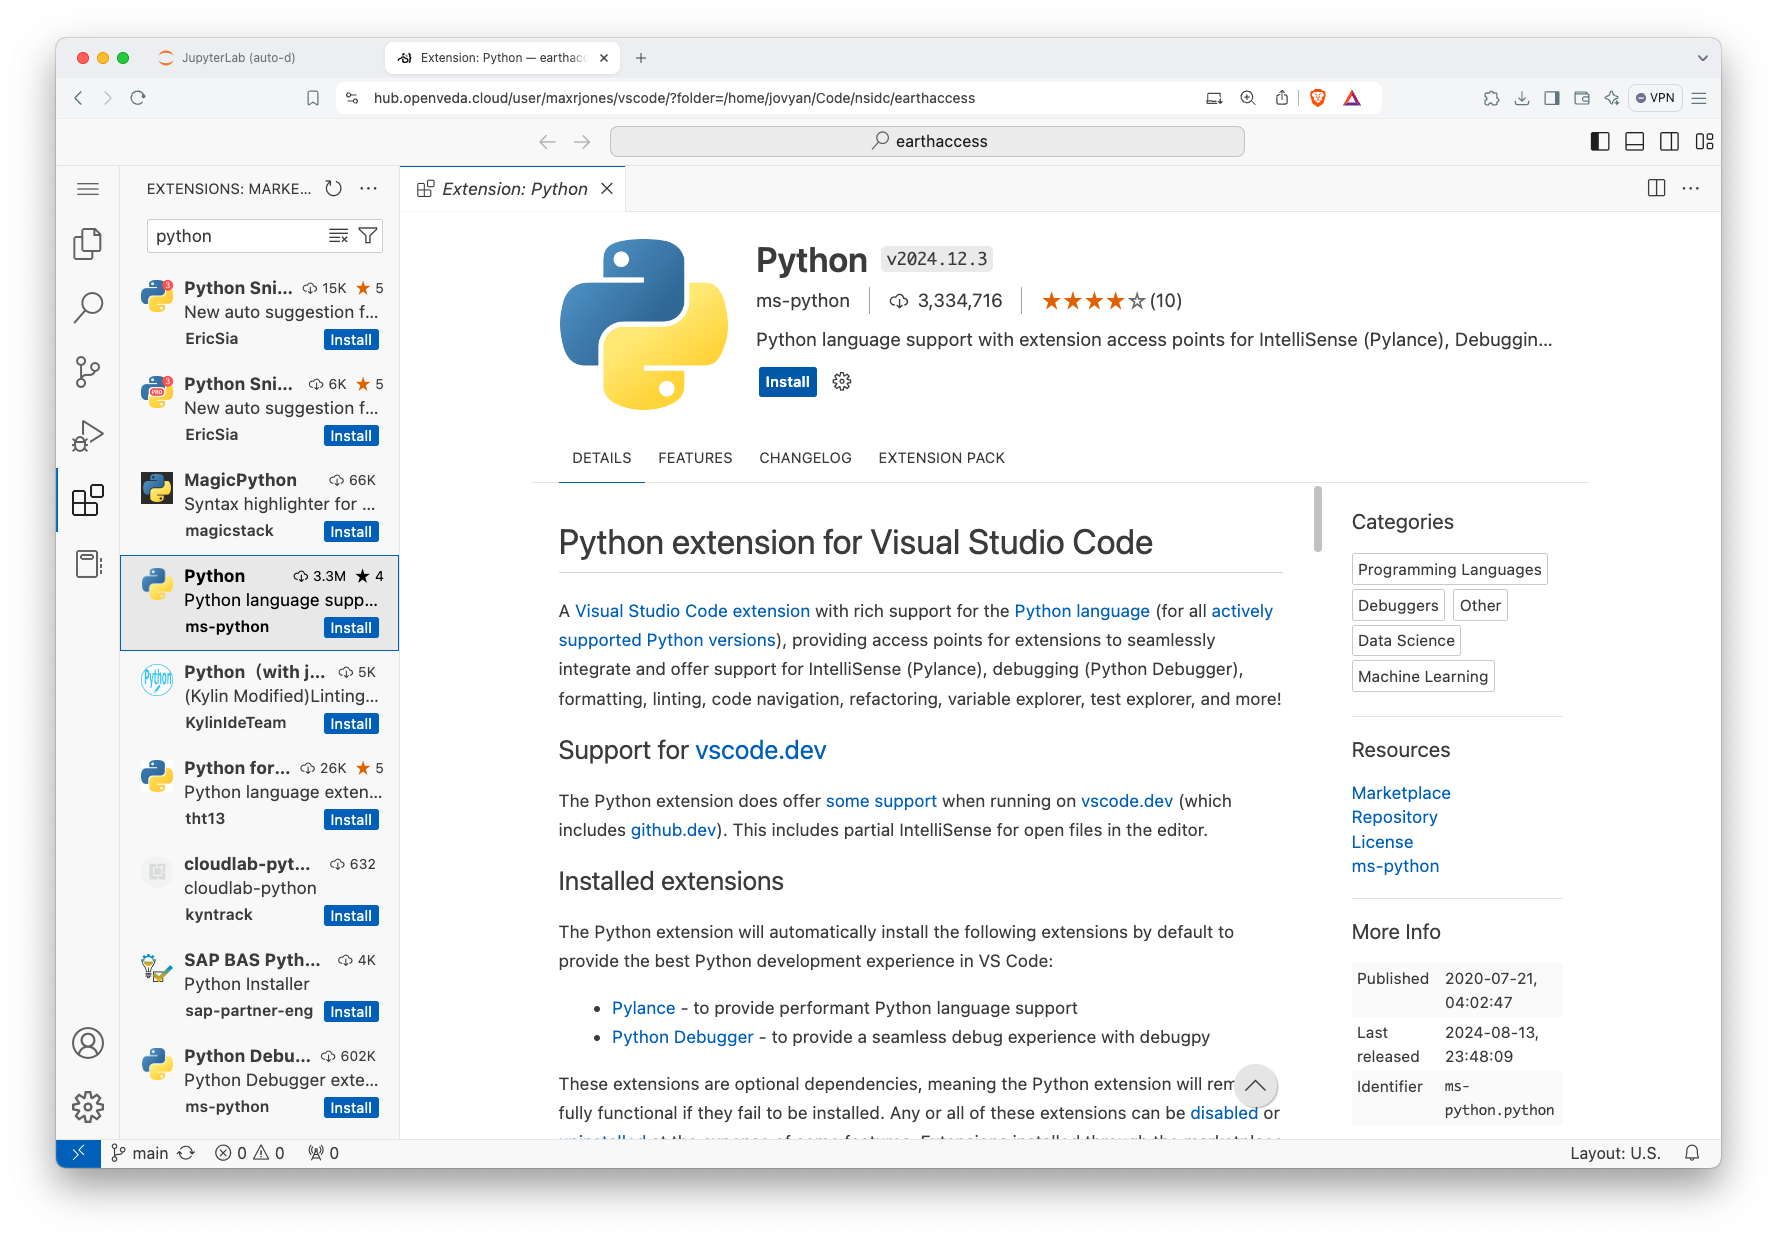 JupyterLab (auto-d)
Extension: Python — earthacc
hub.openveda.cloud/user/maxrjones/vscode/?folder=/home/jovyan/Code/nsidc/earthaccess
VPN
earthaccess
EXTENSIONS: MARKE...
python
Python Sni... 15K ★ 5
New auto suggestion f...
EricSia Install
Python Sni... 6K ★ 5
New auto suggestion f...
EricSia Install
MagicPython 66K
Syntax highlighter for ...
magicstack Install
Python 3.3M ★ 4
Python language supp...
ms-python Install
Python（with j... 5K
(Kylin Modified)Linting...
KylinIdeTeam Install
Python for... 26K ★ 5
Python language exten...
tht13 Install
cloudlab-pyt... 632
cloudlab-python
kyntrack Install
SAP BAS Pyth... 4K
Python Installer
sap-partner-eng Install
Python Debu... 602K
Python Debugger exte...
ms-python Install
Extension: Python
Python v2024.12.3
ms-python 3,334,716 ★★★★☆ (10)
Python language support with extension access points for IntelliSense (Pylance), Debuggin...
Install
DETAILS FEATURES CHANGELOG EXTENSION PACK
Python extension for Visual Studio Code
A Visual Studio Code extension with rich support for the Python language (for all actively
supported Python versions), providing access points for extensions to seamlessly
integrate and offer support for IntelliSense (Pylance), debugging (Python Debugger),
formatting, linting, code navigation, refactoring, variable explorer, test explorer, and more!
Support for vscode.dev
The Python extension does offer some support when running on vscode.dev (which
includes github.dev). This includes partial IntelliSense for open files in the editor.
Installed extensions
The Python extension will automatically install the following extensions by default to
provide the best Python development experience in VS Code:
• Pylance - to provide performant Python language support
• Python Debugger - to provide a seamless debug experience with debugpy
These extensions are optional dependencies, meaning the Python extension will rem
fully functional if they fail to be installed. Any or all of these extensions can be disabled or
Categories
Programming Languages
Debuggers Other
Data Science
Machine Learning
Resources
Marketplace
Repository
License
ms-python
More Info
Published 2020-07-21,
04:02:47
Last 2024-08-13,
released 23:48:09
Identifier ms-
python.python
main 0 0 0
Layout: U.S.